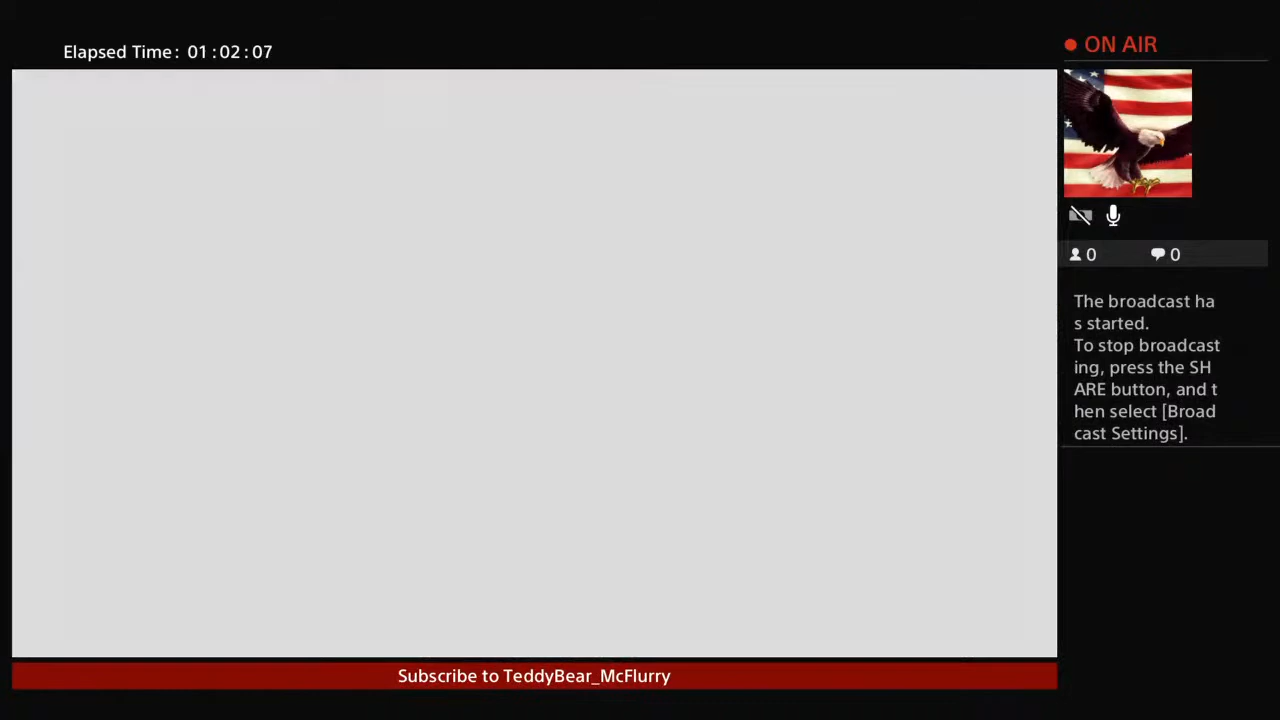 Elapsed Time: 01:02:07
ON AIR
0 0
The broadcast ha
s started.
To stop broadcast
ing, press the SH
ARE button, and t
hen select [Broad
cast Settings].
Subscribe to TeddyBear_McFlurry